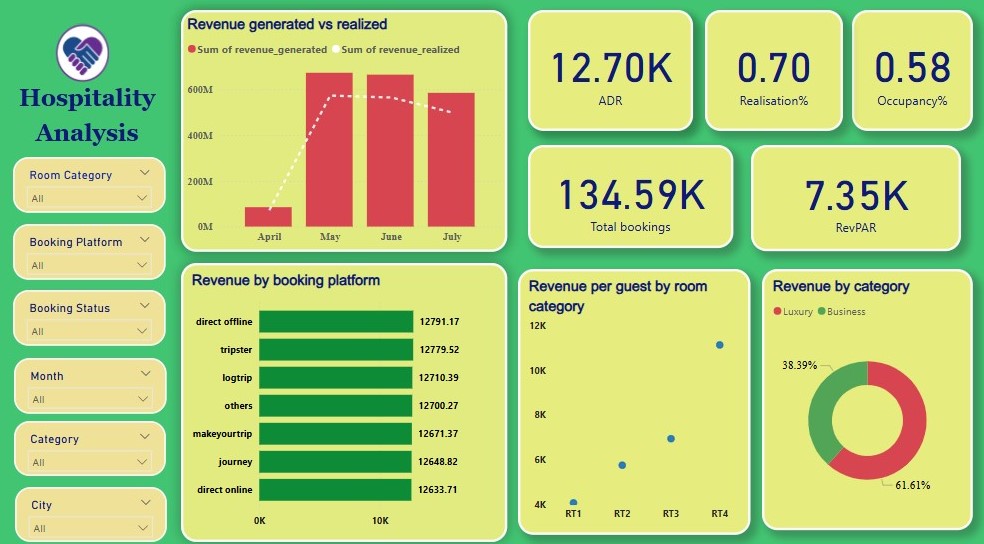 Hospitality
Analysis
Room Category
All
Booking Platform
All
Booking Status
All
Month
All
Category
All
City
All
Revenue generated vs realized
Sum of revenue_generated Sum of revenue_realized
600M
400M
200M
0M
April May June July
12.70K
ADR
0.70
Realisation%
0.58
Occupancy%
134.59K
Total bookings
7.35K
RevPAR
Revenue by booking platform
direct offline 12791.17
tripster 12779.52
logtrip 12710.39
others 12700.27
makeyourtrip 12671.37
journey 12648.82
direct online 12633.71
0K 10K
Revenue per guest by room
category
12K
10K
8K
6K
4K
RT1 RT2 RT3 RT4
Revenue by category
Luxury Business
38.39%
61.61%